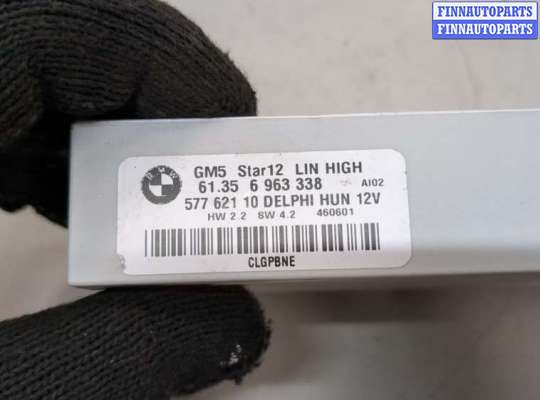 FINNAUTOPARTS
FINNAUTOPARTS
BMW
GM5 Star12 LIN HIGH
61.35 6 963 338 AI02
577 621 10 DELPHI HUN 12V
HW 2.2 SW 4.2 460601
CLGPBNE